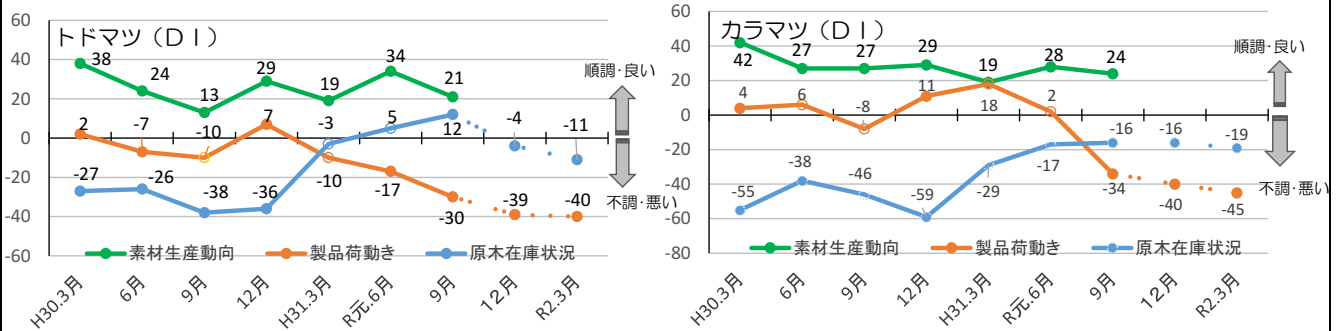 トドマツ（ＤＩ）
60
40
20
0
-20
-40
-60
38
24
13
29
19
34
21
2
-7
-10
7
-10
-17
-30
-39
-40
-27
-26
-38
-36
-3
5
12
-4
-11
順調･良い
不調･悪い
素材生産動向
製品荷動き
原木在庫状況
H30.3月
6月
9月
12月
H31.3月
R元.6月
9月
12月
R2.3月
カラマツ（ＤＩ）
60
40
20
0
-20
-40
-60
-80
42
27
27
29
19
28
24
4
6
-8
11
18
2
-34
-40
-45
-55
-38
-46
-59
-29
-17
-16
-16
-19
順調･良い
不調･悪い
素材生産動向
製品荷動き
原木在庫状況
H30.3月
6月
9月
12月
H31.3月
R元.6月
9月
12月
R2.3月